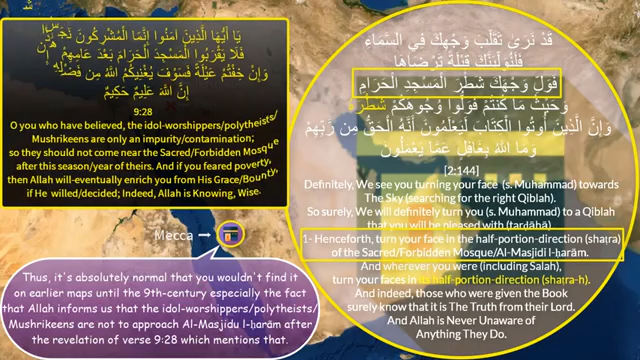 يَا أَيُّهَا الَّذِينَ آمَنُوا إِنَّمَا الْمُشْرِكُونَ نَجَسٌ
فَلَا يَقْرَبُوا الْمَسْجِدَ الْحَرَامَ بَعْدَ عَامِهِمْ هَٰذَا
وَإِنْ خِفْتُمْ عَيْلَةً فَسَوْفَ يُغْنِيكُمُ اللَّهُ مِن فَضْلِهِ إِن شَاءَ
إِنَّ اللَّهَ عَلِيمٌ حَكِيمٌ
9:28
O you who have believed, the idol-worshippers/polytheists/
Mushrikeens are only an impurity/contamination;
so they should not come near the Sacred/Forbidden Mosque
after this season/year of theirs. And if you feared poverty,
then Allah will-eventually enrich you from His Grace/Bounty,
if He willed/decided; Indeed, Allah is Knowing, Wise.
Mecca
Thus, it's absolutely normal that you wouldn't find it
on earlier maps until the 9th-century especially the fact
that Allah informs us that the idol-worshippers/polytheists/
Mushrikeens are not to approach Al-Masjidu l-ḥarām after
the revelation of verse 9:28 which mentions that.
قَدْ نَرَىٰ تَقَلُّبَ وَجْهِكَ فِي السَّمَاءِ
فَلَنُوَلِّيَنَّكَ قِبْلَةً تَرْضَاهَا
فَوَلِّ وَجْهَكَ شَطْرَ الْمَسْجِدِ الْحَرَامِ
وَحَيْثُ مَا كُنتُمْ فَوَلُّوا وُجُوهَكُمْ شَطْرَهُ
وَإِنَّ الَّذِينَ أُوتُوا الْكِتَابَ لَيَعْلَمُونَ أَنَّهُ الْحَقُّ مِن رَّبِّهِمْ
وَمَا اللَّهُ بِغَافِلٍ عَمَّا يَعْمَلُونَ
[2:144]
Definitely, We see you turning your face (s. Muhammad) towards
The Sky (searching for the right Qiblah).
So surely, We will definitely turn you (s. Muhammad) to a Qiblah
that you will be pleased with (tarḍāhā).
1- Henceforth, turn your face in the half-portion-direction (shaṭra)
of the Sacred/Forbidden Mosque/Al-Masjidi l-ḥarām.
And wherever you were (including Salah),
turn your faces in its half-portion-direction (shaṭra-h).
And indeed, those who were given the Book
surely know that it is The Truth from their Lord.
And Allah is Never Unaware of
Anything They Do.